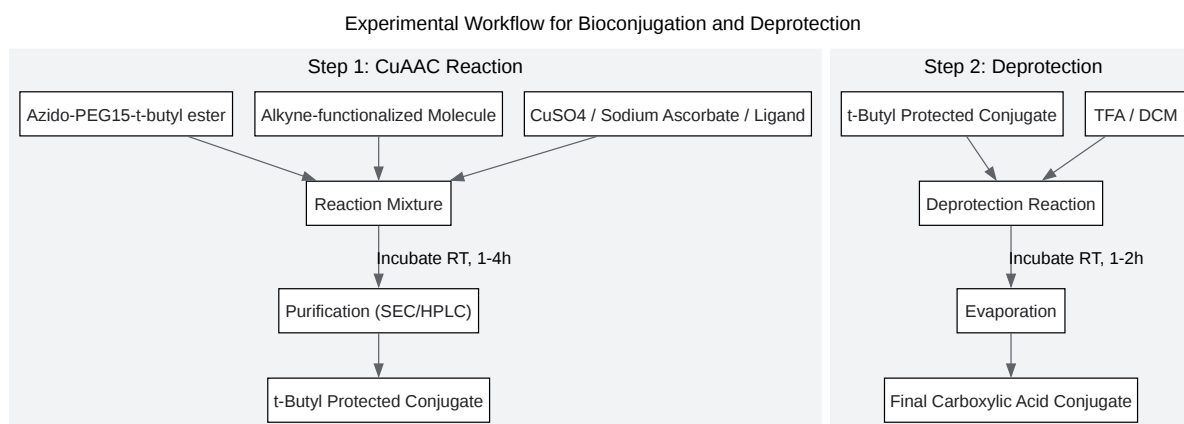 Experimental Workflow for Bioconjugation and Deprotection
Step 1: CuAAC Reaction
Azido-PEG15-t-butyl ester
Alkyne-functionalized Molecule
CuSO4 / Sodium Ascorbate / Ligand
Reaction Mixture
Incubate RT, 1-4h
Purification (SEC/HPLC)
t-Butyl Protected Conjugate
Step 2: Deprotection
t-Butyl Protected Conjugate
TFA / DCM
Deprotection Reaction
Incubate RT, 1-2h
Evaporation
Final Carboxylic Acid Conjugate